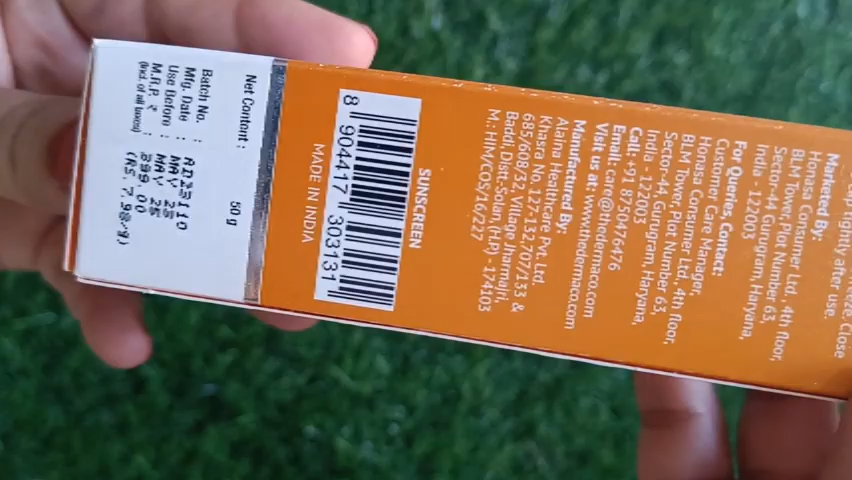 Cap tightly after use.
Marketed By:
Honasa Consumer Ltd., 4th floor,
BLM Tower, Plot Number 63,
Sector-44 Gurugram, Haryana,
India - 122003
For Queries, Contact:
Customer Care Manager,
Honasa Consumer Ltd., 4th floor,
BLM Tower, Plot Number 63,
Sector-44, Gurugram, Haryana,
India - 122003
Call: +91 8750476476
Email: care@thedermaco.com
Visit us at: www.thedermaco.com
Manufactured By:
Alaina Healthcare Pvt. Ltd.
Khasra No. 127-132,707/133 &
685/608/32, Village Jharmajri,
Baddi, Distt-Solun, (H.P) - 174103
M.: HIM/COS/16/227
SUNSCREEN
8 904417 303131
MADE IN INDIA
Net Content : 50 g
Batch No. : AD23110
Mfg. Date : MAY 23
Use Before : MAY 25
M.R.P. ₹ : 399.00
(Incl. of all taxes) (RS. 7.98/g)